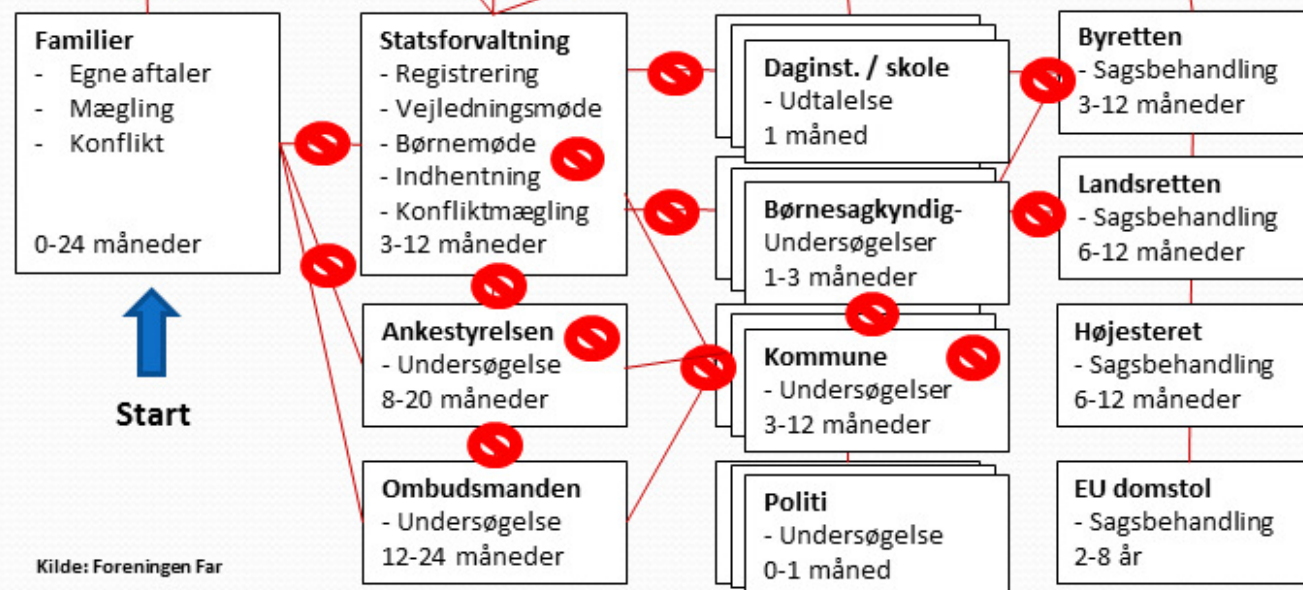 Familier
- Egne aftaler
- Mægling
- Konflikt
0-24 måneder
Start
Kilde: Foreningen Far
Statsforvaltning
- Registrering
- Vejledningsmøde
- Børnemøde
- Indhentning
- Konfliktmægling
3-12 måneder
Ankestyrelsen
- Undersøgelse
8-20 måneder
Ombudsmanden
- Undersøgelse
12-24 måneder
Daginst. / skole
- Udtalelse
1 måned
Børnesagkyndig-
Undersøgelser
1-3 måneder
Kommune
- Undersøgelser
3-12 måneder
Politi
- Undersøgelse
0-1 måned
Byretten
- Sagsbehandling
3-12 måneder
Landsretten
- Sagsbehandling
6-12 måneder
Højesteret
- Sagsbehandling
6-12 måneder
EU domstol
- Sagsbehandling
2-8 år